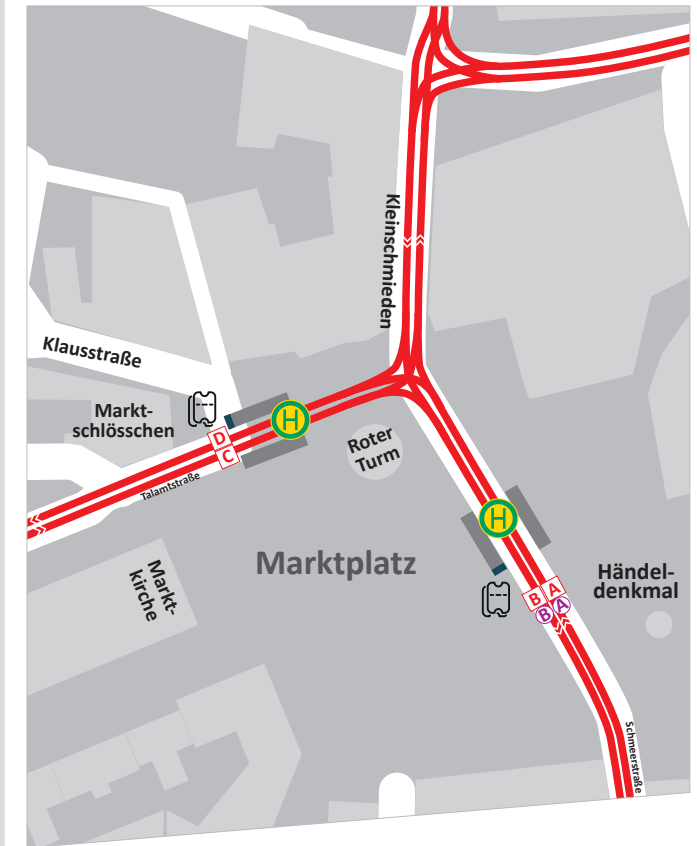 Kleinschmieden
Klausstraße
Markt-
schlösschen
D
C
H
Roter
Turm
Talamtstraße
H
Marktplatz
Markt-
kirche
B
A
B
A
Händel-
denkmal
Schmeerstraße